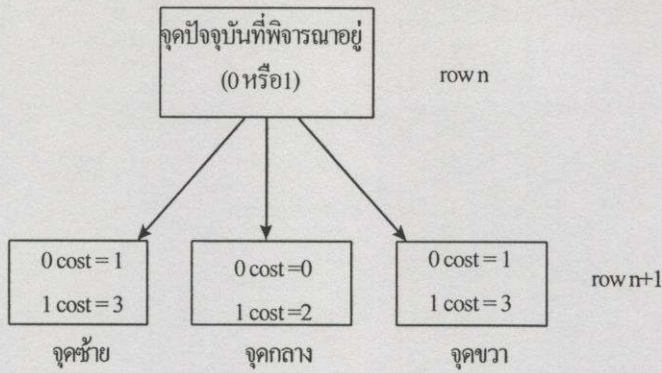 จุดปัจจุบันที่พิจารณาอยู่
(0 หรือ1)
row n
0 cost = 1
1 cost = 3
0 cost =0
1 cost =2
0 cost = 1
1 cost = 3
row n+1
จุดซ้าย
จุดกลาง
จุดขวา